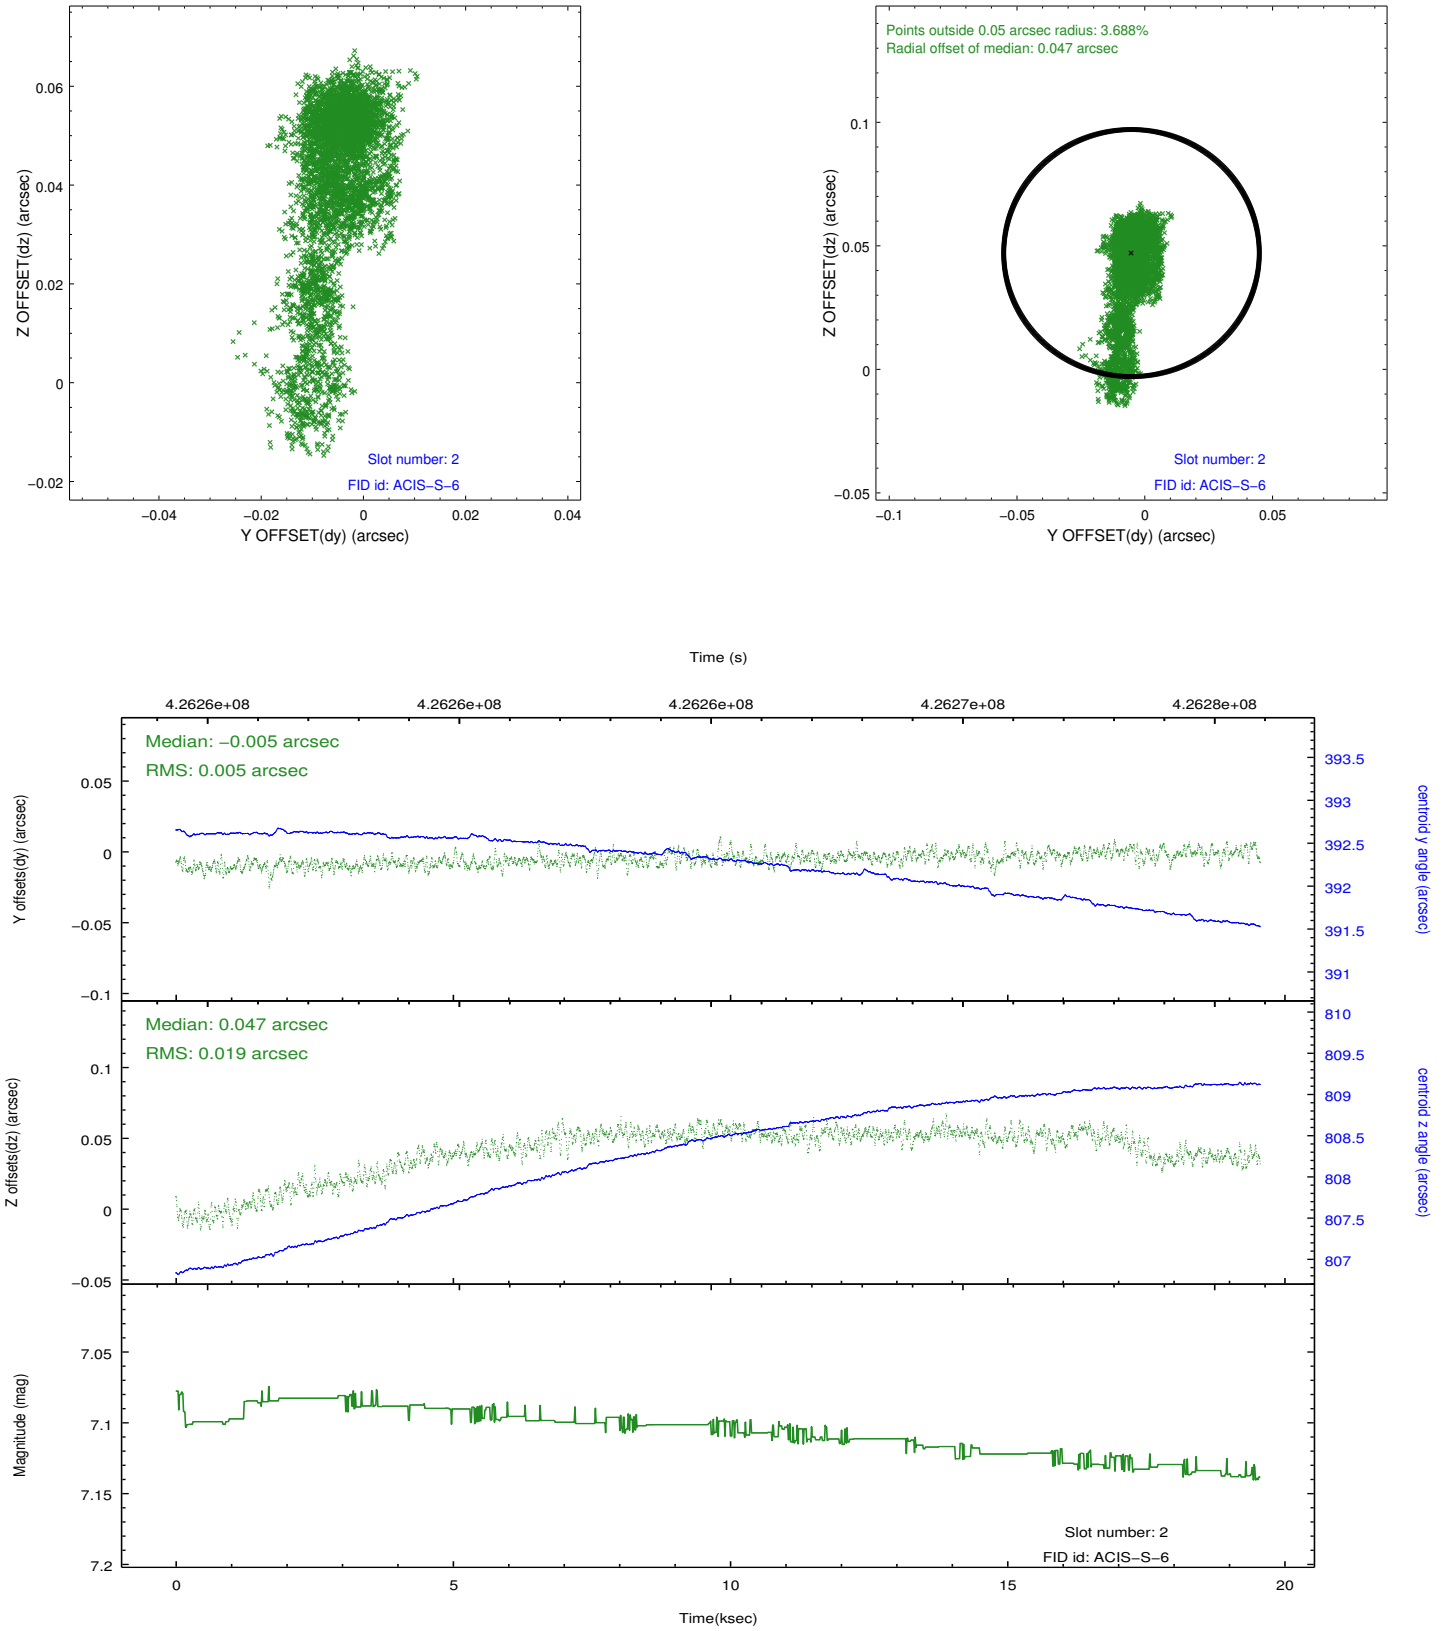 0.06
0.04
0.02
0
−0.02
Z OFFSET(dz) (arcsec)
Slot number: 2
FID id: ACIS−S−6
−0.04 −0.02 0 0.02 0.04
Y OFFSET(dy) (arcsec)
Points outside 0.05 arcsec radius: 3.688%
Radial offset of median: 0.047 arcsec
0.1
0.05
0
−0.05
Z OFFSET(dz) (arcsec)
Slot number: 2
FID id: ACIS−S−6
−0.1 −0.05 0 0.05
Y OFFSET(dy) (arcsec)
Time (s)
4.2626e+08 4.2626e+08 4.2626e+08 4.2627e+08 4.2628e+08
Median: −0.005 arcsec
RMS: 0.005 arcsec
0.05
0
−0.05
−0.1
Y offsets(dy) (arcsec)
393.5
393
392.5
392
391.5
391
centroid y angle (arcsec)
Median: 0.047 arcsec
RMS: 0.019 arcsec
0.1
0.05
0
−0.05
Z offsets(dz) (arcsec)
810
809.5
809
808.5
808
807.5
807
centroid z angle (arcsec)
7.05
7.1
7.15
7.2
Magnitude (mag)
Slot number: 2
FID id: ACIS−S−6
0 5 10 15 20
Time(ksec)